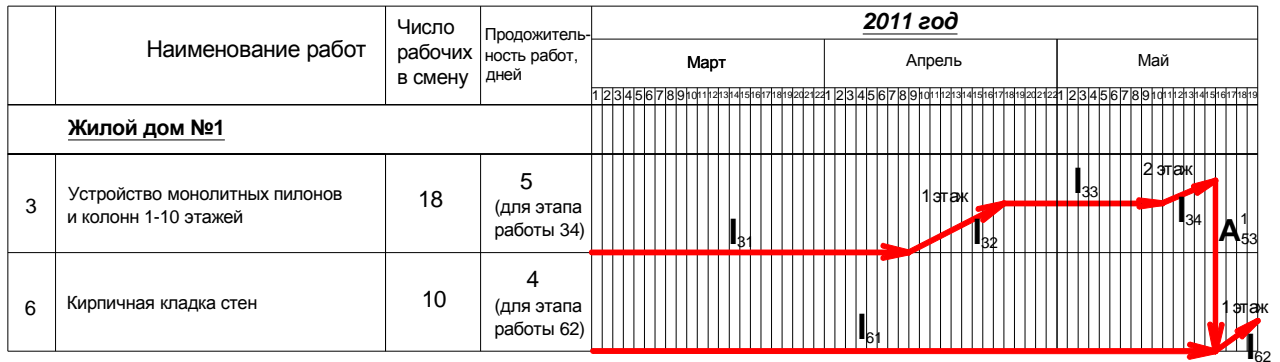 Наименование работ
Число рабочих в смену
Продожитель-ность работ, дней
2011 год
Март
Апрель
Май
1 2 3 4 5 6 7 8 9 10 11 12 13 14 15 16 17 18 19 20 21 22 1 2 3 4 5 6 7 8 9 10 11 12 13 14 15 16 17 18 19 20 21 22 1 2 3 4 5 6 7 8 9 10 11 12 13 14 15 16 17 18 19
Жилой дом №1
3
Устройство монолитных пилонов
и колонн 1-10 этажей
18
5
(для этапа
работы 34)
I31
1 этаж
I32
I33
2 этаж
I34
A¹53
6
Кирпичная кладка стен
10
4
(для этапа
работы 62)
I61
1 этаж
I62